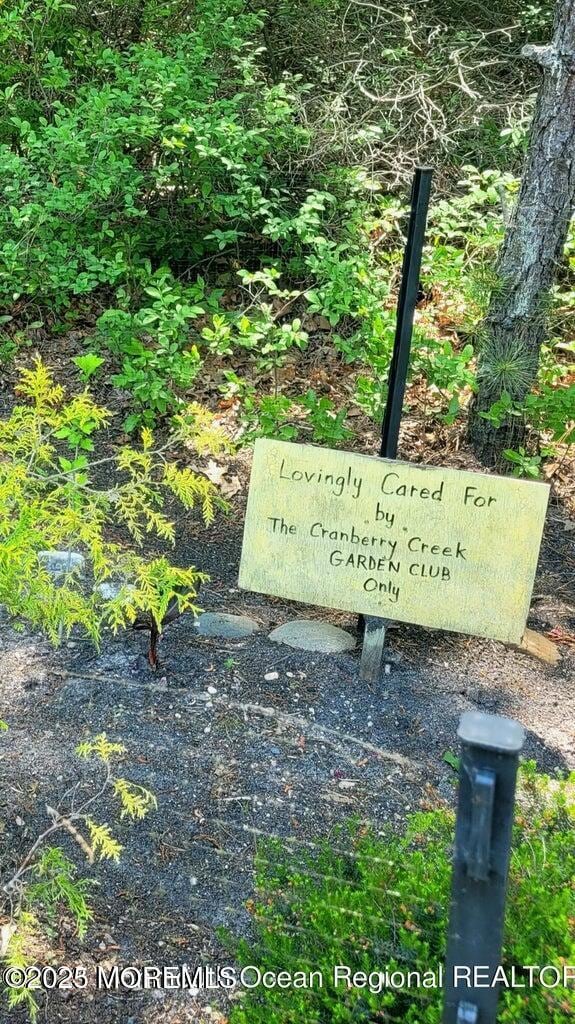 Lovingly Cared For
by
The Cranberry Creek
GARDEN CLUB
Only
©2025 MOREMLS Ocean Regional REALTOR